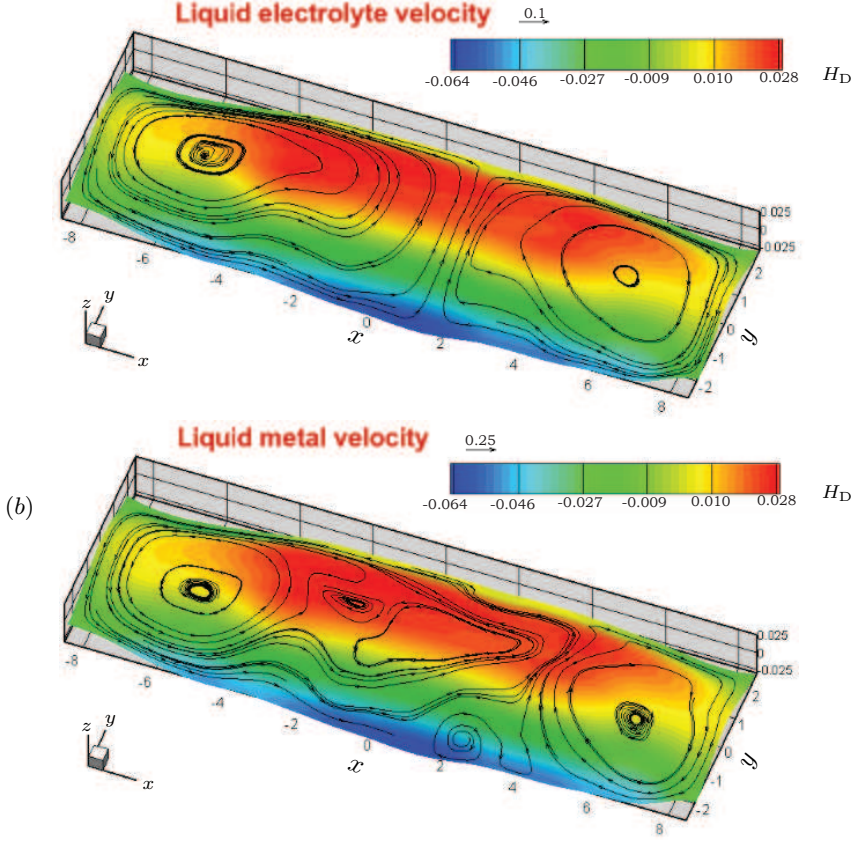 Liquid electrolyte velocity
0.1
-0.064 -0.046 -0.027 -0.009 0.010 0.028 H_D
0.025
0
0.025
-8 -6 -4 -2 0 2 4 6 8
2 1 0 -1 -2
x
y
z y x
Liquid metal velocity
0.25
(b)
-0.064 -0.046 -0.027 -0.009 0.010 0.028 H_D
0.025
0
0.025
-8 -6 -4 -2 0 2 4 6 8
2 1 0 -1 -2
x
y
z y x